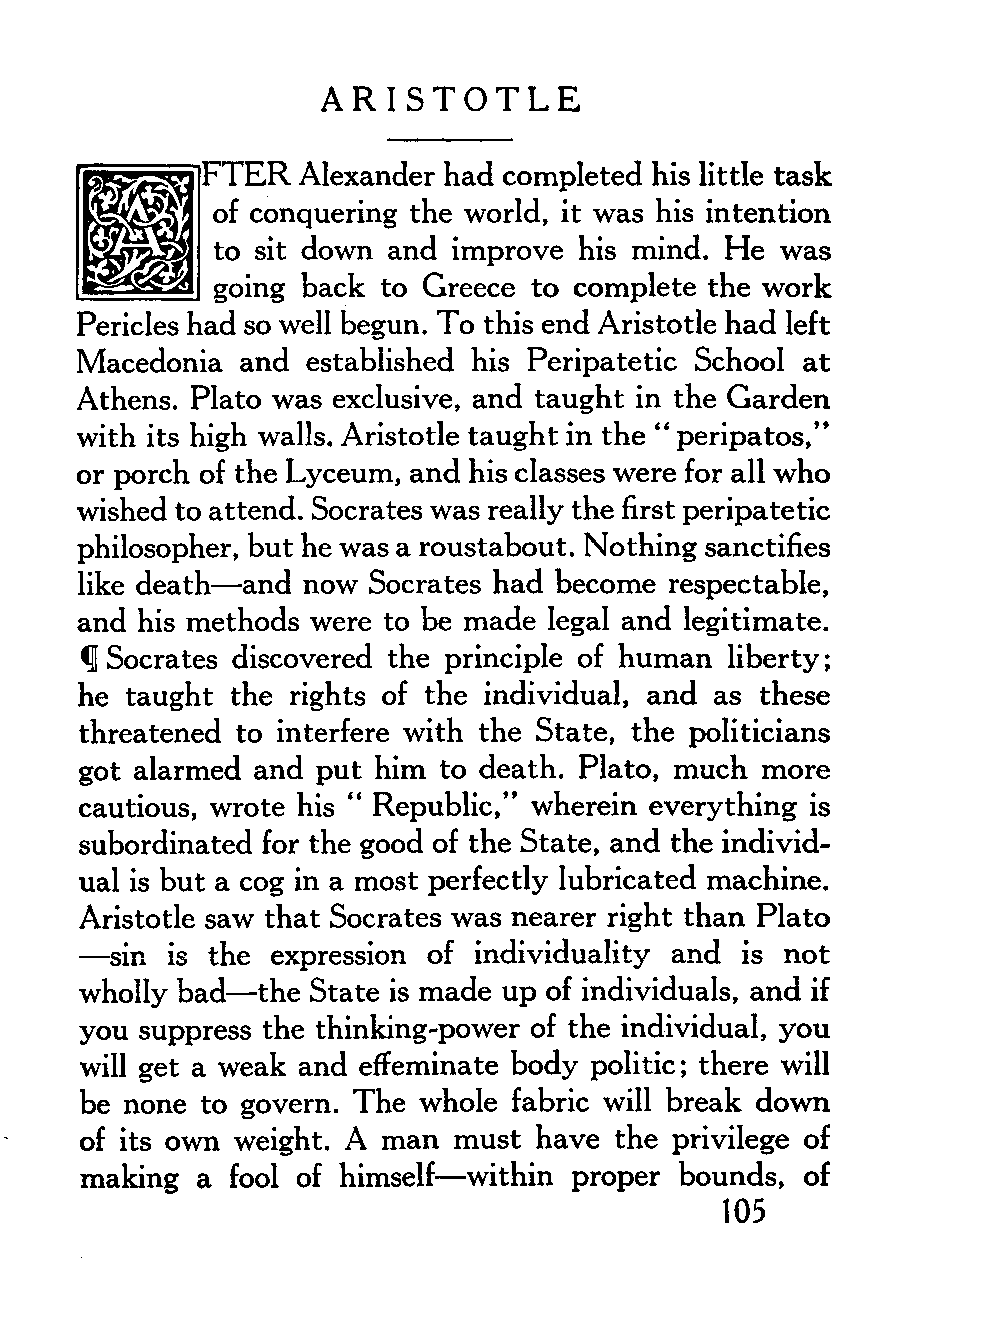 ARISTOTLE
AFTER Alexander had completed his little task
of conquering the world, it was his intention
to sit down and improve his mind. He was
going back to Greece to complete the work
Pericles had so well begun. To this end Aristotle had left
Macedonia and established his Peripatetic School at
Athens. Plato was exclusive, and taught in the Garden
with its high walls. Aristotle taught in the “ peripatos,”
or porch of the Lyceum, and his classes were for all who
wished to attend. Socrates was really the first peripatetic
philosopher, but he was a roustabout. Nothing sanctifies
like death—and now Socrates had become respectable,
and his methods were to be made legal and legitimate.
¶ Socrates discovered the principle of human liberty;
he taught the rights of the individual, and as these
threatened to interfere with the State, the politicians
got alarmed and put him to death. Plato, much more
cautious, wrote his “ Republic,” wherein everything is
subordinated for the good of the State, and the individ-
ual is but a cog in a most perfectly lubricated machine.
Aristotle saw that Socrates was nearer right than Plato
—sin is the expression of individuality and is not
wholly bad—the State is made up of individuals, and if
you suppress the thinking-power of the individual, you
will get a weak and effeminate body politic; there will
be none to govern. The whole fabric will break down
of its own weight. A man must have the privilege of
making a fool of himself—within proper bounds, of
105